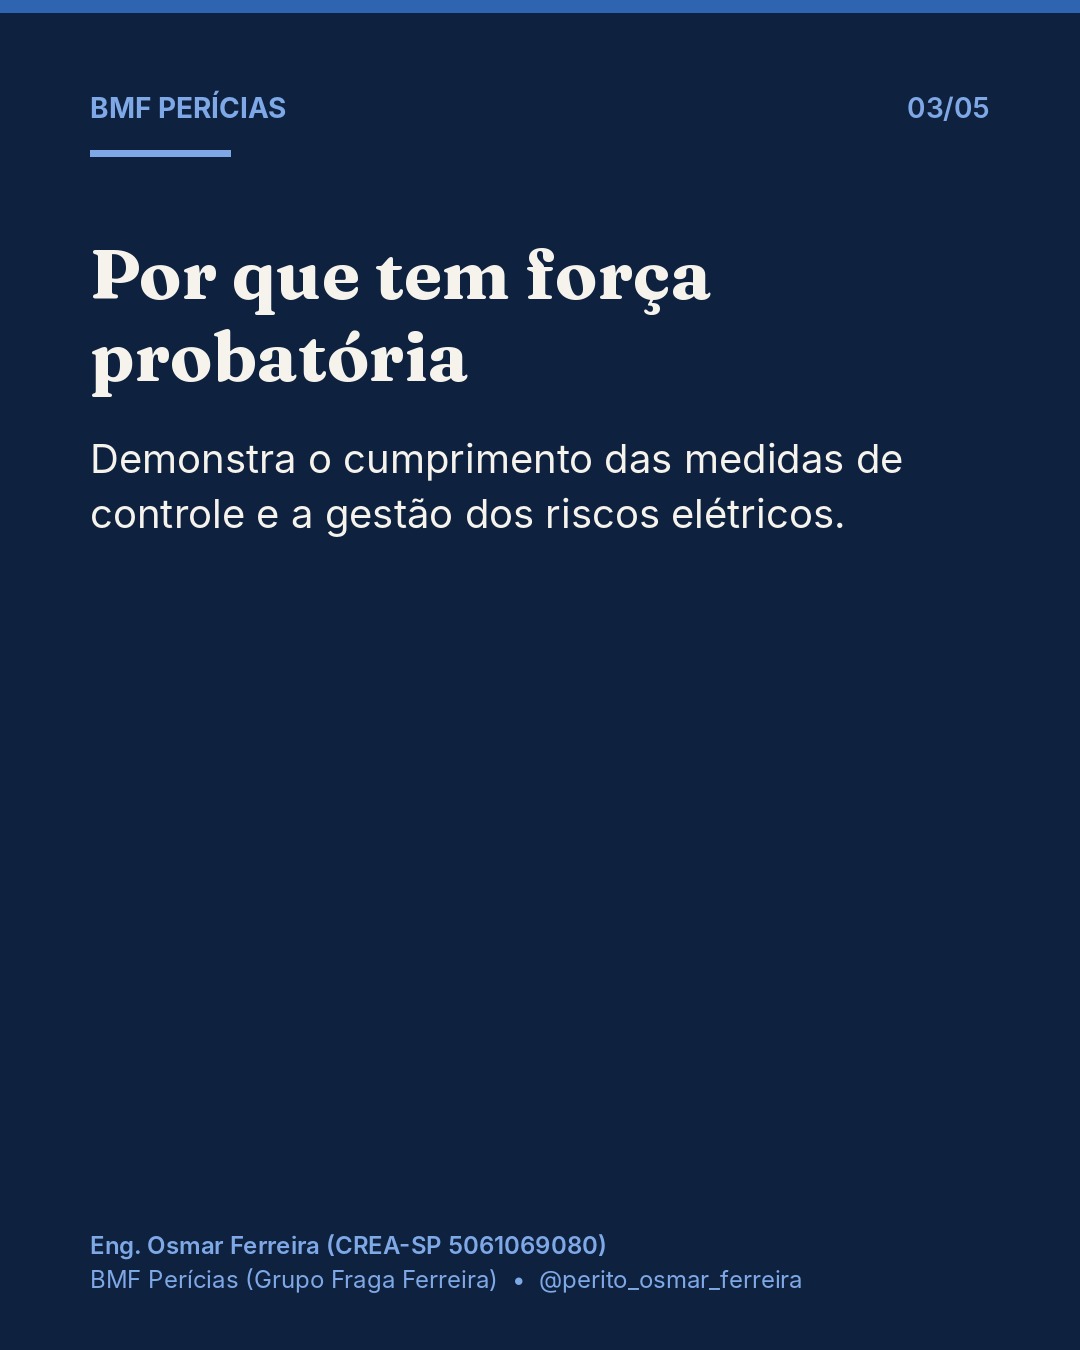 BMF PERÍCIAS
03/05
Por que tem força
probatória
Demonstra o cumprimento das medidas de
controle e a gestão dos riscos elétricos.
Eng. Osmar Ferreira (CREA-SP 5061069080)
BMF Perícias (Grupo Fraga Ferreira) • @perito_osmar_ferreira